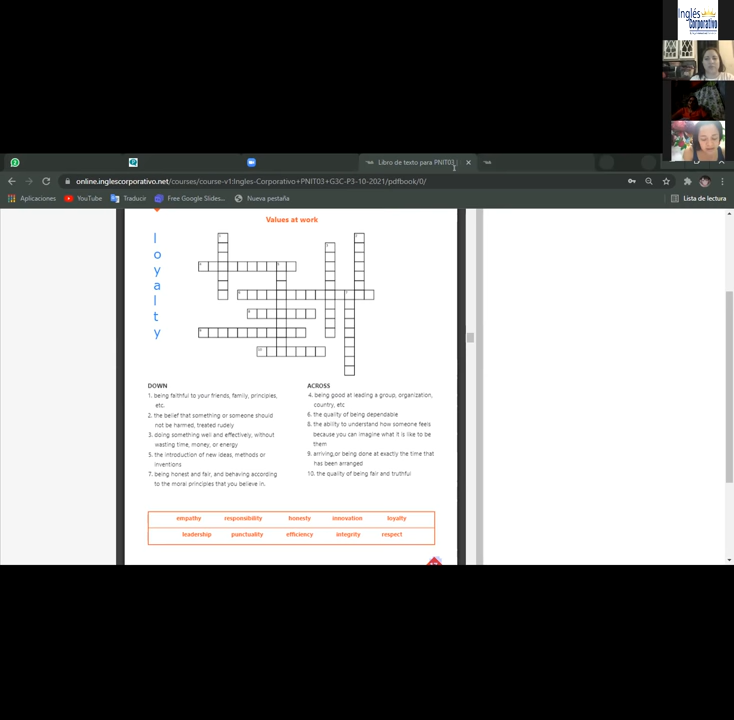 Inglés
Corporativo
Libro de texto para PNIT03
online.inglescorporativo.net/courses/course-v1:Ingles-Corporativo+PNIT03+G3C-P3-10-2021/pdfbook/0/
Aplicaciones
YouTube
Traducir
Free Google Slides...
Nueva pestaña
Lista de lectura
Values at work
l
o
y
a
l
t
y
DOWN
1. being faithful to your friends, family, principles,
etc.
2. the belief that something or someone should
not be harmed, treated rudely
3. doing something well and effectively, without
wasting time, money, or energy
5. the introduction of new ideas, methods or
inventions
7. being honest and fair, and behaving according
to the moral principles that you believe in.
ACROSS
4. being good at leading a group, organization,
country, etc
6. the quality of being dependable
8. the ability to understand how someone feels
because you can imagine what it is like to be
them
9. arriving,or being done at exactly the time that
has been arranged
10. the quality of being fair and truthful
empathy responsibility honesty innovation loyalty
leadership punctuality efficiency integrity respect